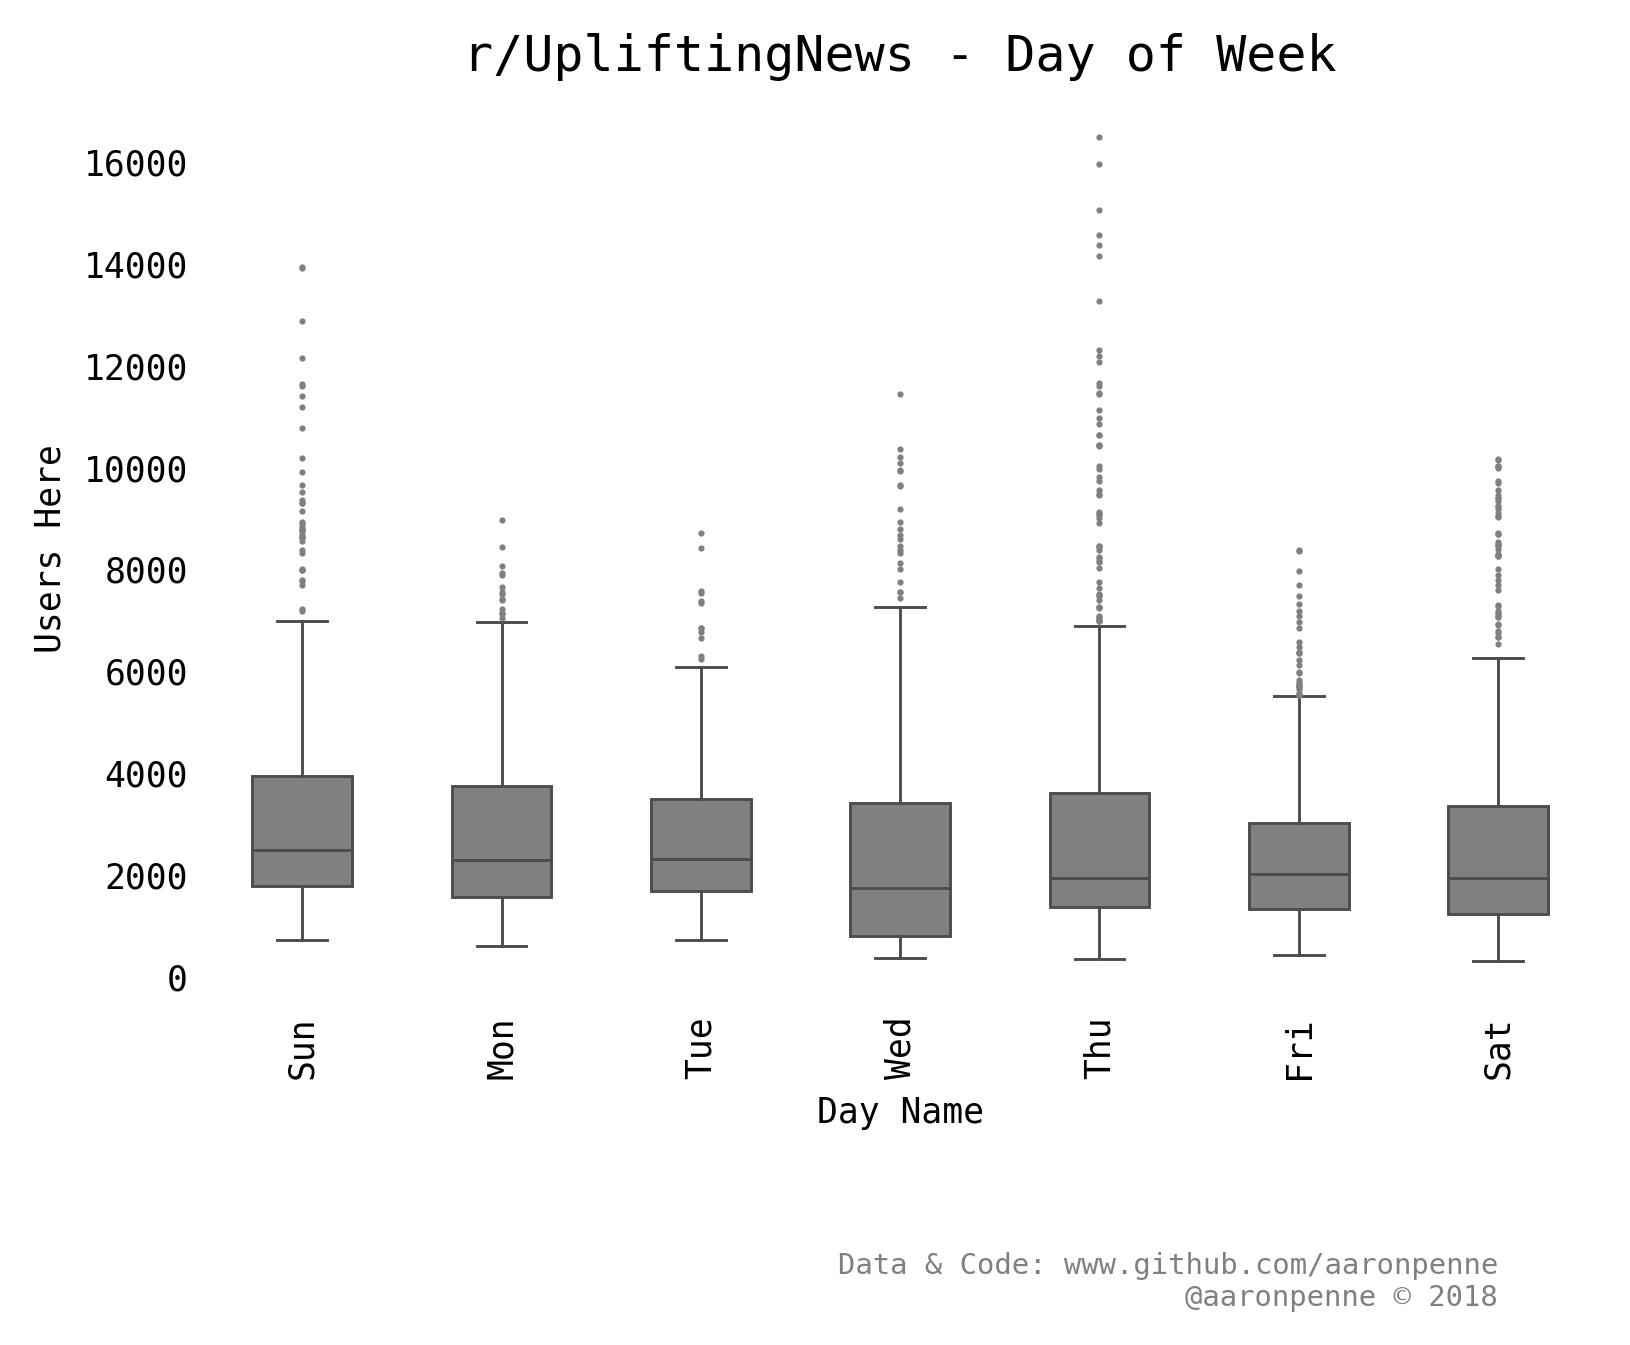 r/UpliftingNews - Day of Week
16000
14000
12000
10000
8000
6000
4000
2000
0
Users Here
Sun
Mon
Tue
Wed
Thu
Fri
Sat
Day Name
Data & Code: www.github.com/aaronpenne
@aaronpenne © 2018